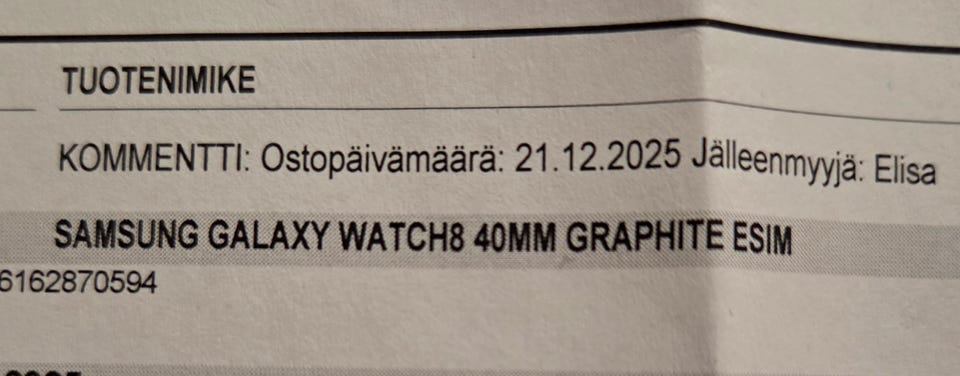 TUOTENIMIKE
KOMMENTTI: Ostopäivämäärä: 21.12.2025 Jälleenmyyjä: Elisa
SAMSUNG GALAXY WATCH8 40MM GRAPHITE ESIM
6162870594